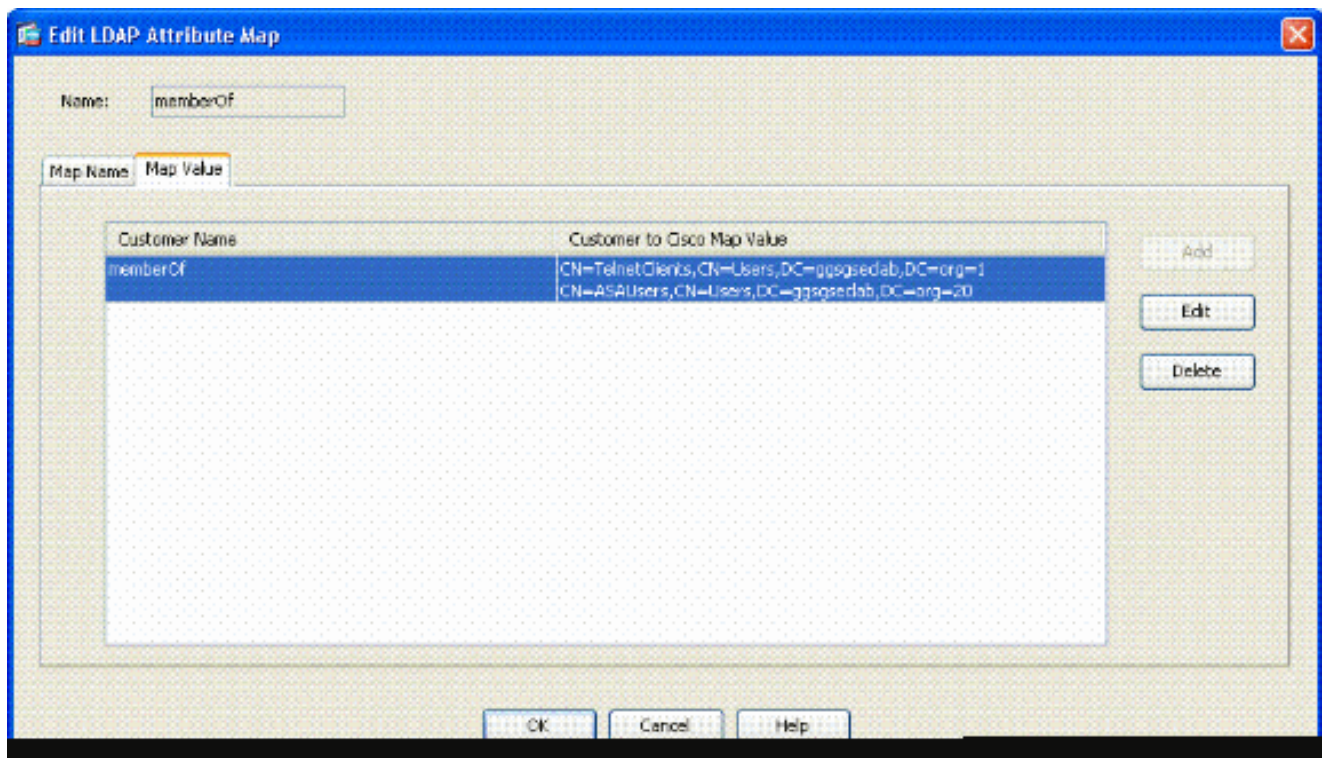 Edit LDAP Attribute Map
Name: memberOf
Map Name Map Value
Customer Name Customer to Cisco Map Value
memberOf CN=TelnetClients,CN=Users,DC=ggsgseclab,DC=org=1
CN=ASAUsers,CN=Users,DC=ggsgseclab,DC=org=20
Add
Edit
Delete
OK Cancel Help